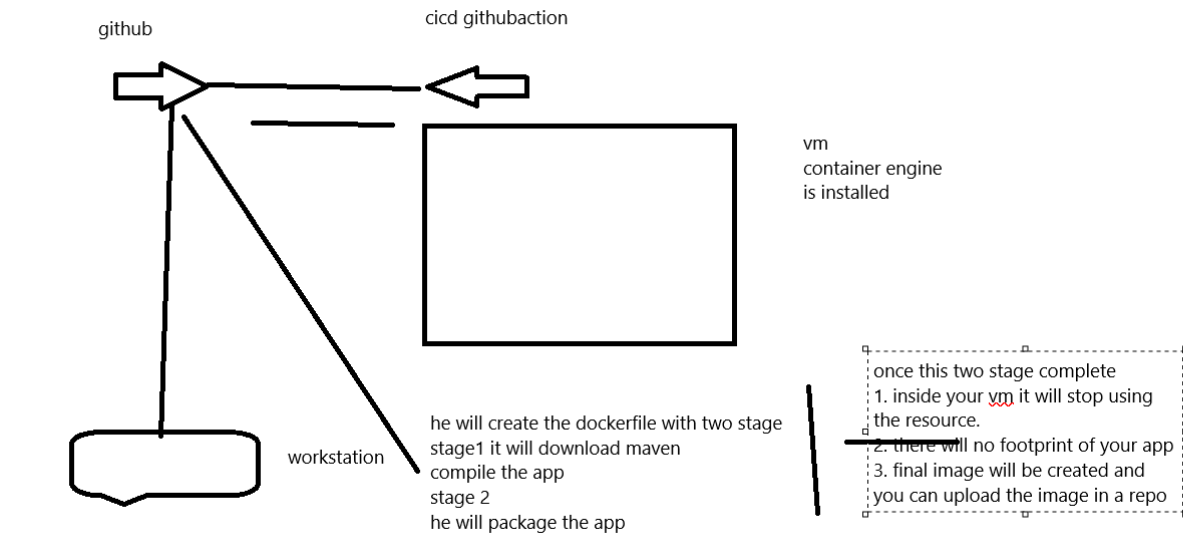 github
cicd githubaction
vm
container engine
is installed
workstation
he will create the dockerfile with two stage
stage1 it will download maven
compile the app
stage 2
he will package the app
once this two stage complete
1. inside your vm it will stop using
the resource.
2. there will no footprint of your app
3. final image will be created and
you can upload the image in a repo